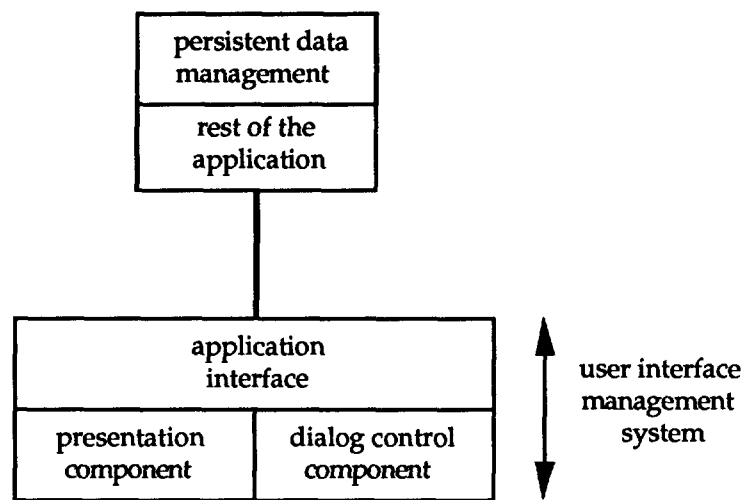 persistent data
management
rest of the
application
application
interface
user interface
management
system
presentation
component
dialog control
component